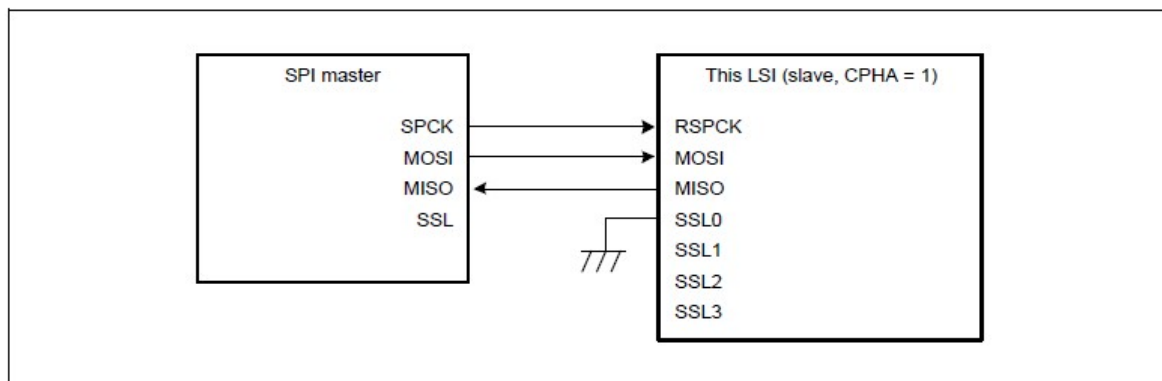 SPI master
SPCK
MOSI
MISO
SSL
This LSI (slave, CPHA = 1)
RSPCK
MOSI
MISO
SSL0
SSL1
SSL2
SSL3